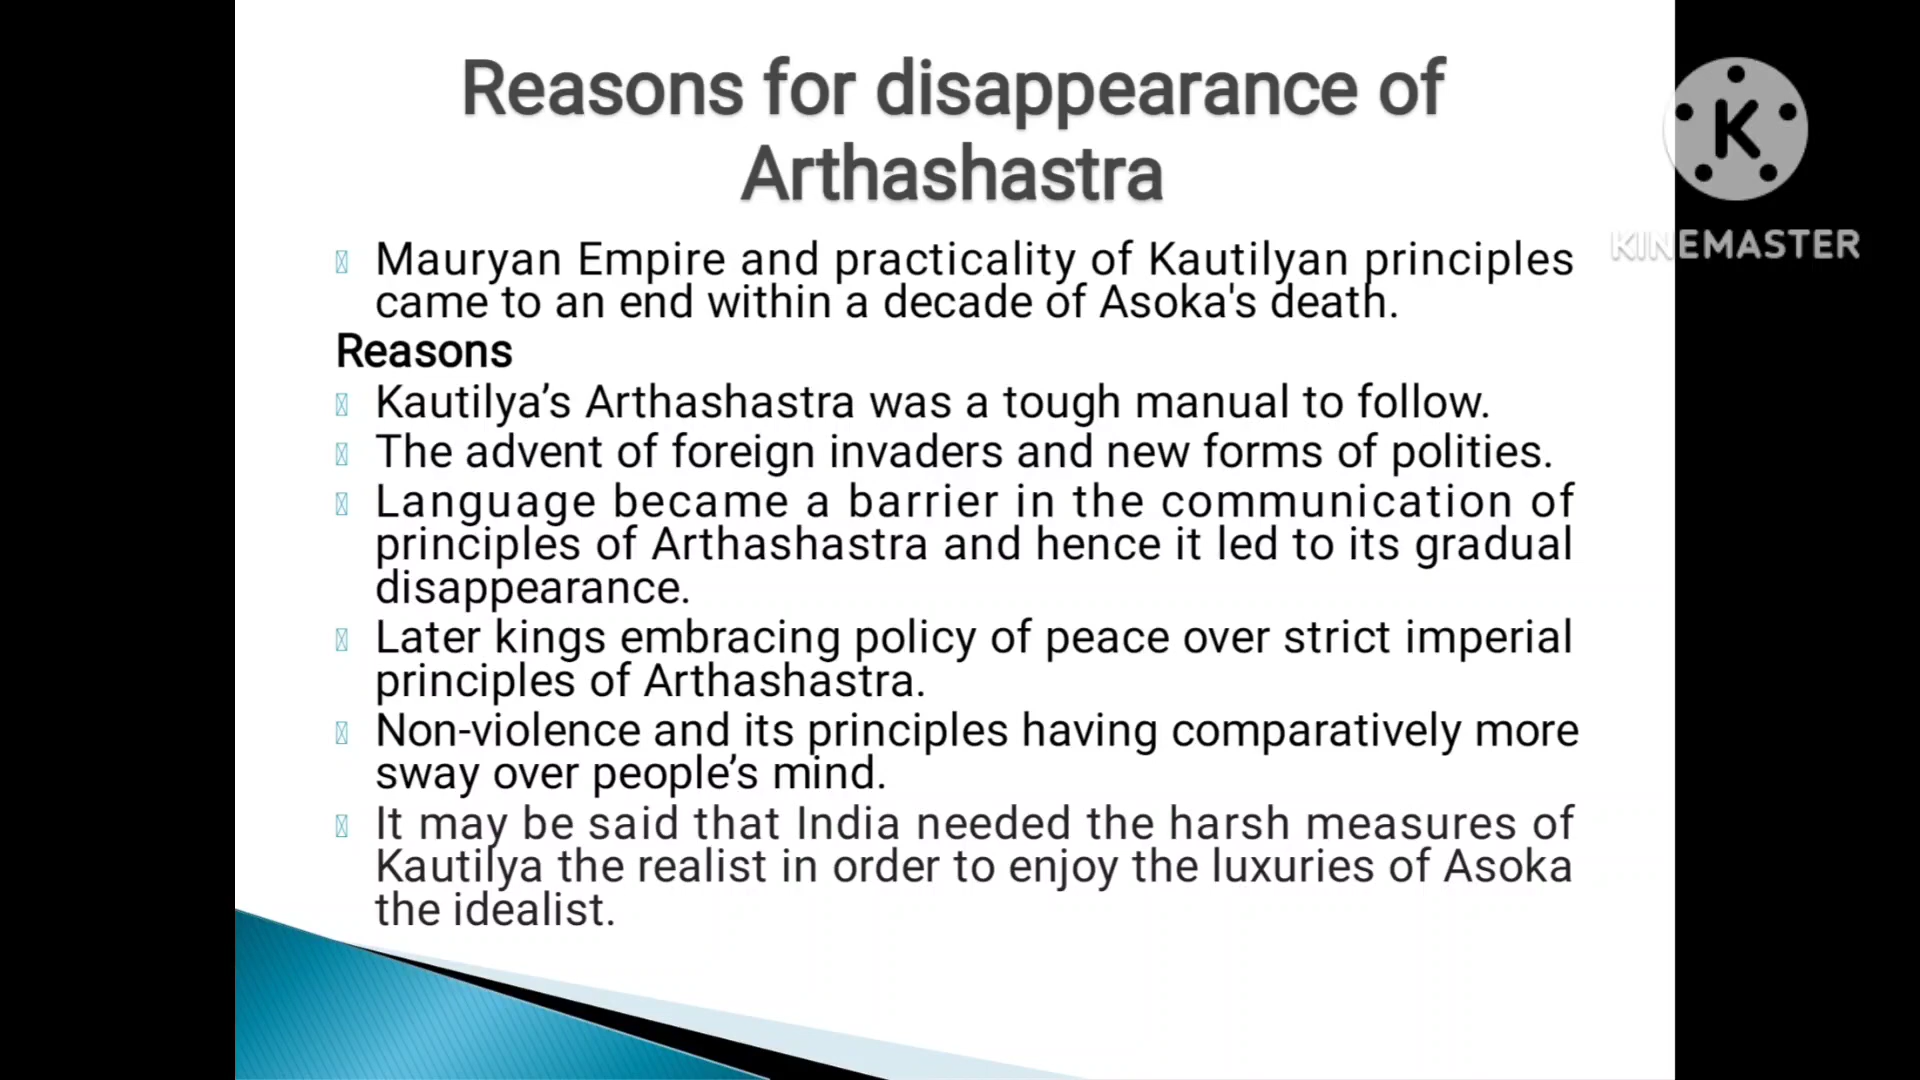 Reasons for disappearance of
Arthashastra
Mauryan Empire and practicality of Kautilyan principles
came to an end within a decade of Asoka's death.
Reasons
Kautilya’s Arthashastra was a tough manual to follow.
The advent of foreign invaders and new forms of polities.
Language became a barrier in the communication of
principles of Arthashastra and hence it led to its gradual
disappearance.
Later kings embracing policy of peace over strict imperial
principles of Arthashastra.
Non-violence and its principles having comparatively more
sway over people’s mind.
It may be said that India needed the harsh measures of
Kautilya the realist in order to enjoy the luxuries of Asoka
the idealist.
K
KINEMASTER